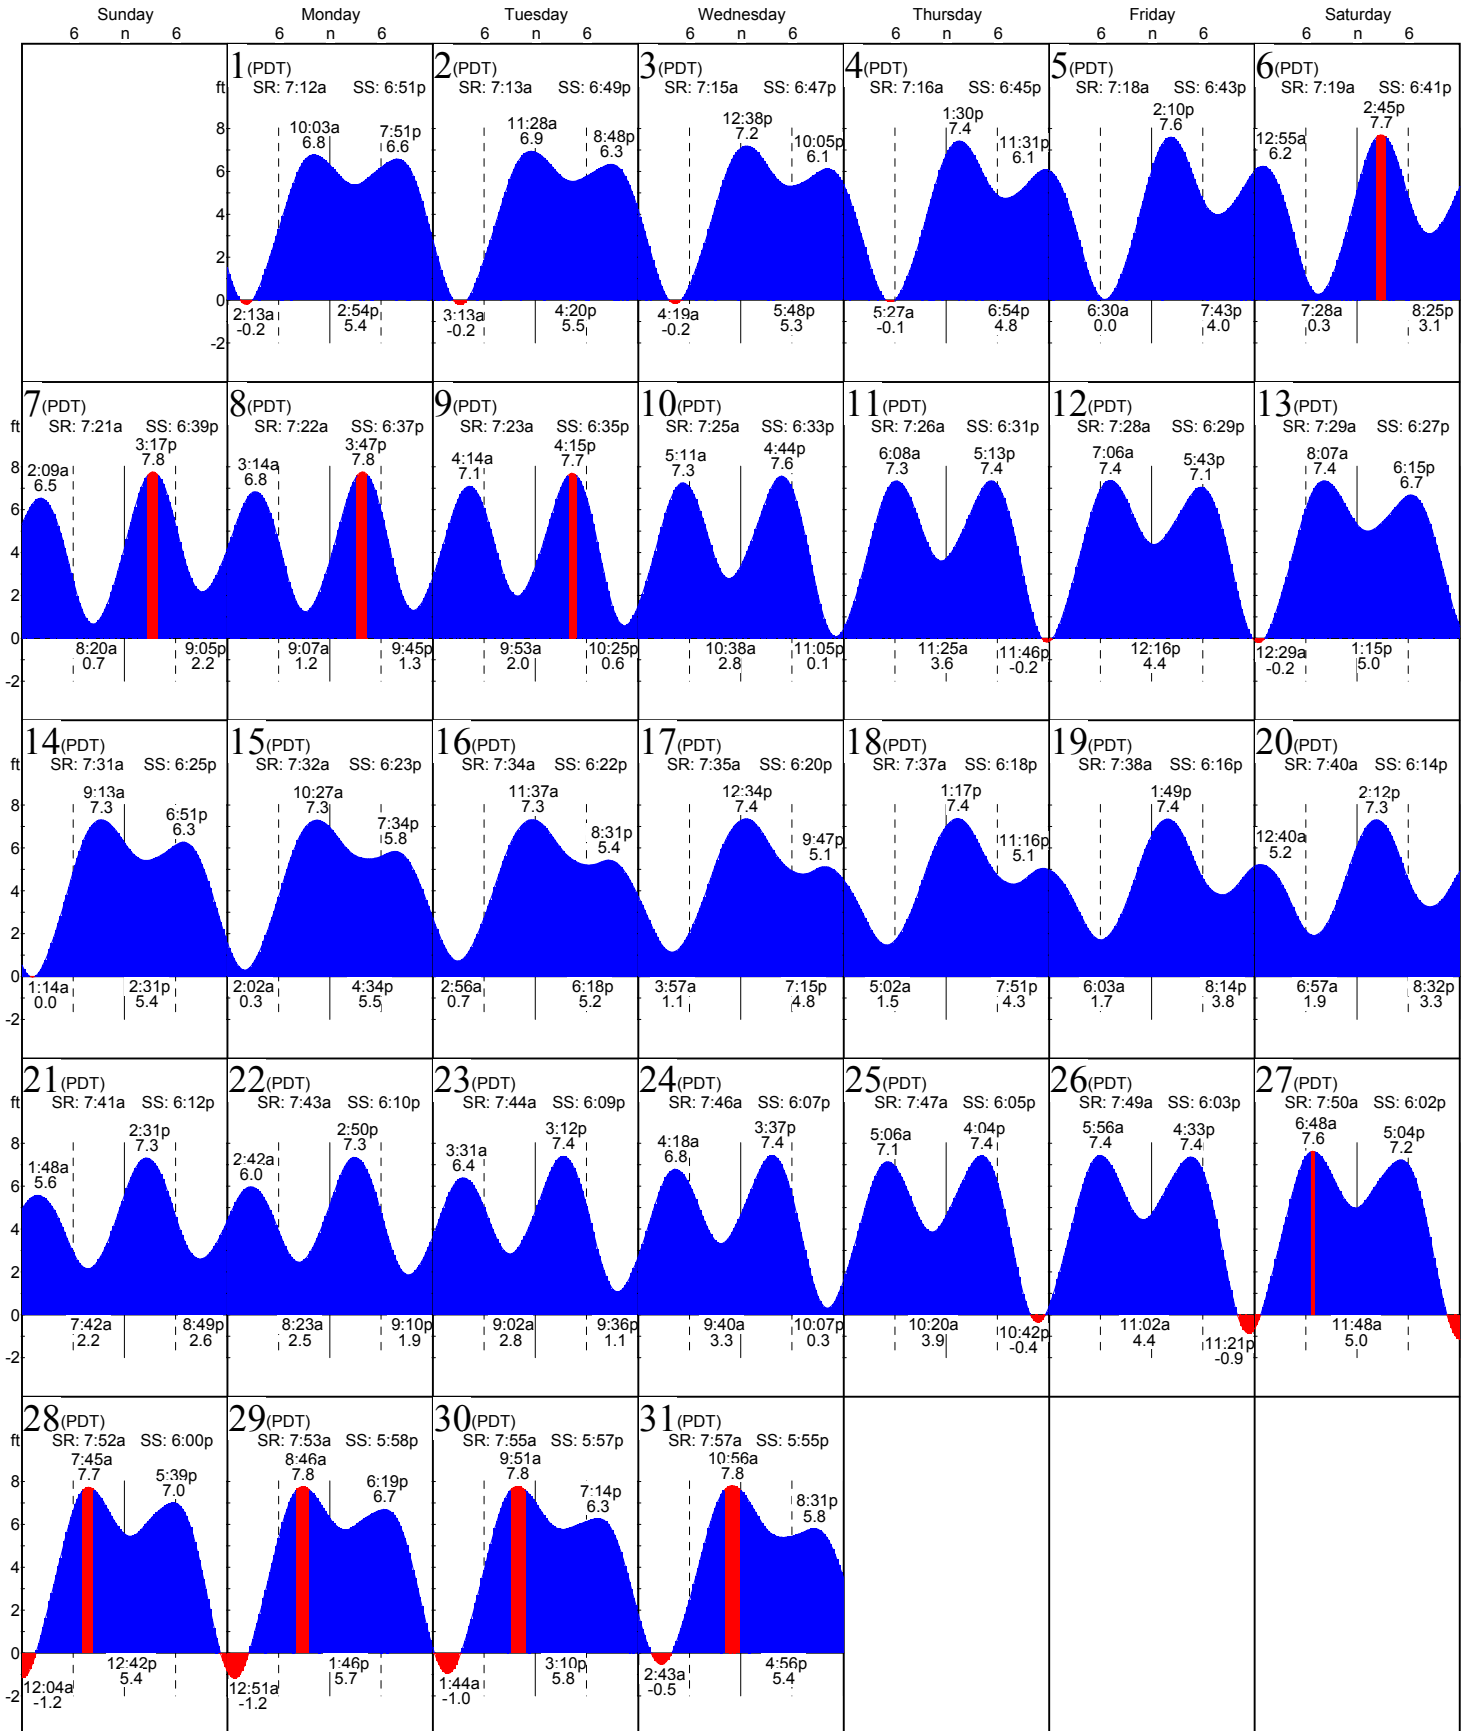 Sunday Monday Tuesday Wednesday Thursday Friday Saturday
6 n 6 6 n 6 6 n 6 6 n 6 6 n 6 6 n 6 6 n 6
1(PDT) 2(PDT) 3(PDT) 4(PDT) 5(PDT) 6(PDT)
ft SR: 7:12a SS: 6:51p SR: 7:13a SS: 6:49p SR: 7:15a SS: 6:47p SR: 7:16a SS: 6:45p SR: 7:18a SS: 6:43p SR: 7:19a SS: 6:41p
10:03a 7:51p 11:28a 8:48p 12:38p 10:05p 1:30p 11:31p 2:10p 12:55a 2:45p
6.8 6.6 6.9 6.3 7.2 6.1 7.4 6.1 7.6 6.2 7.7
8
6
4
2
0
2:13a 2:54p 3:13a 4:20p 4:19a 5:48p 5:27a 6:54p 6:30a 7:43p 7:28a 8:25p
-0.2 5.4 -0.2 5.5 -0.2 5.3 -0.1 4.8 0.0 4.0 0.3 3.1
-2
7(PDT) 8(PDT) 9(PDT) 10(PDT) 11(PDT) 12(PDT) 13(PDT)
ft SR: 7:21a SS: 6:39p SR: 7:22a SS: 6:37p SR: 7:23a SS: 6:35p SR: 7:25a SS: 6:33p SR: 7:26a SS: 6:31p SR: 7:28a SS: 6:29p SR: 7:29a SS: 6:27p
2:09a 3:17p 3:14a 3:47p 4:14a 4:15p 5:11a 4:44p 6:08a 5:13p 7:06a 5:43p 8:07a 6:15p
6.5 7.8 6.8 7.8 7.1 7.7 7.3 7.6 7.3 7.4 7.4 7.1 7.4 6.7
8
6
4
2
0
8:20a 9:05p 9:07a 9:45p 9:53a 10:25p 10:38a 11:05p 11:25a 11:46p 12:16p 12:29a 1:15p
0.7 2.2 1.2 1.3 2.0 0.6 2.8 0.1 3.6 -0.2 4.4 -0.2 5.0
-2
14(PDT) 15(PDT) 16(PDT) 17(PDT) 18(PDT) 19(PDT) 20(PDT)
ft SR: 7:31a SS: 6:25p SR: 7:32a SS: 6:23p SR: 7:34a SS: 6:22p SR: 7:35a SS: 6:20p SR: 7:37a SS: 6:18p SR: 7:38a SS: 6:16p SR: 7:40a SS: 6:14p
9:13a 6:51p 10:27a 7:34p 11:37a 8:31p 12:34p 9:47p 1:17p 11:16p 1:49p 12:40a 2:12p
7.3 6.3 7.3 5.8 7.3 5.4 7.4 5.1 7.4 5.1 7.4 5.2 7.3
8
6
4
2
0
1:14a 2:31p 2:02a 4:34p 2:56a 6:18p 3:57a 7:15p 5:02a 7:51p 6:03a 8:14p 6:57a 8:32p
0.0 5.4 0.3 5.5 0.7 5.2 1.1 4.8 1.5 4.3 1.7 3.8 1.9 3.3
-2
21(PDT) 22(PDT) 23(PDT) 24(PDT) 25(PDT) 26(PDT) 27(PDT)
ft SR: 7:41a SS: 6:12p SR: 7:43a SS: 6:10p SR: 7:44a SS: 6:09p SR: 7:46a SS: 6:07p SR: 7:47a SS: 6:05p SR: 7:49a SS: 6:03p SR: 7:50a SS: 6:02p
1:48a 2:31p 2:42a 2:50p 3:31a 3:12p 4:18a 3:37p 5:06a 4:04p 5:56a 4:33p 6:48a 5:04p
5.6 7.3 6.0 7.3 6.4 7.4 6.8 7.4 7.1 7.4 7.4 7.4 7.6 7.2
8
6
4
2
0
7:42a 8:49p 8:23a 9:10p 9:02a 9:36p 9:40a 10:07p 10:20a 10:42p 11:02a 11:21p 11:48a
2.2 2.6 2.5 1.9 2.8 1.1 3.3 0.3 3.9 -0.4 4.4 -0.9 5.0
-2
28(PDT) 29(PDT) 30(PDT) 31(PDT)
ft SR: 7:52a SS: 6:00p SR: 7:53a SS: 5:58p SR: 7:55a SS: 5:57p SR: 7:57a SS: 5:55p
7:45a 5:39p 8:46a 6:19p 9:51a 7:14p 10:56a 8:31p
7.7 7.0 7.8 6.7 7.8 6.3 7.8 5.8
8
6
4
2
0
12:04a 12:42p 12:51a 1:46p 1:44a 3:10p 2:43a 4:56p
-1.2 5.4 -1.2 5.7 -1.0 5.8 -0.5 5.4
-2